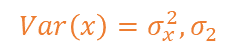 Var(x) = σ_x^2, σ_2